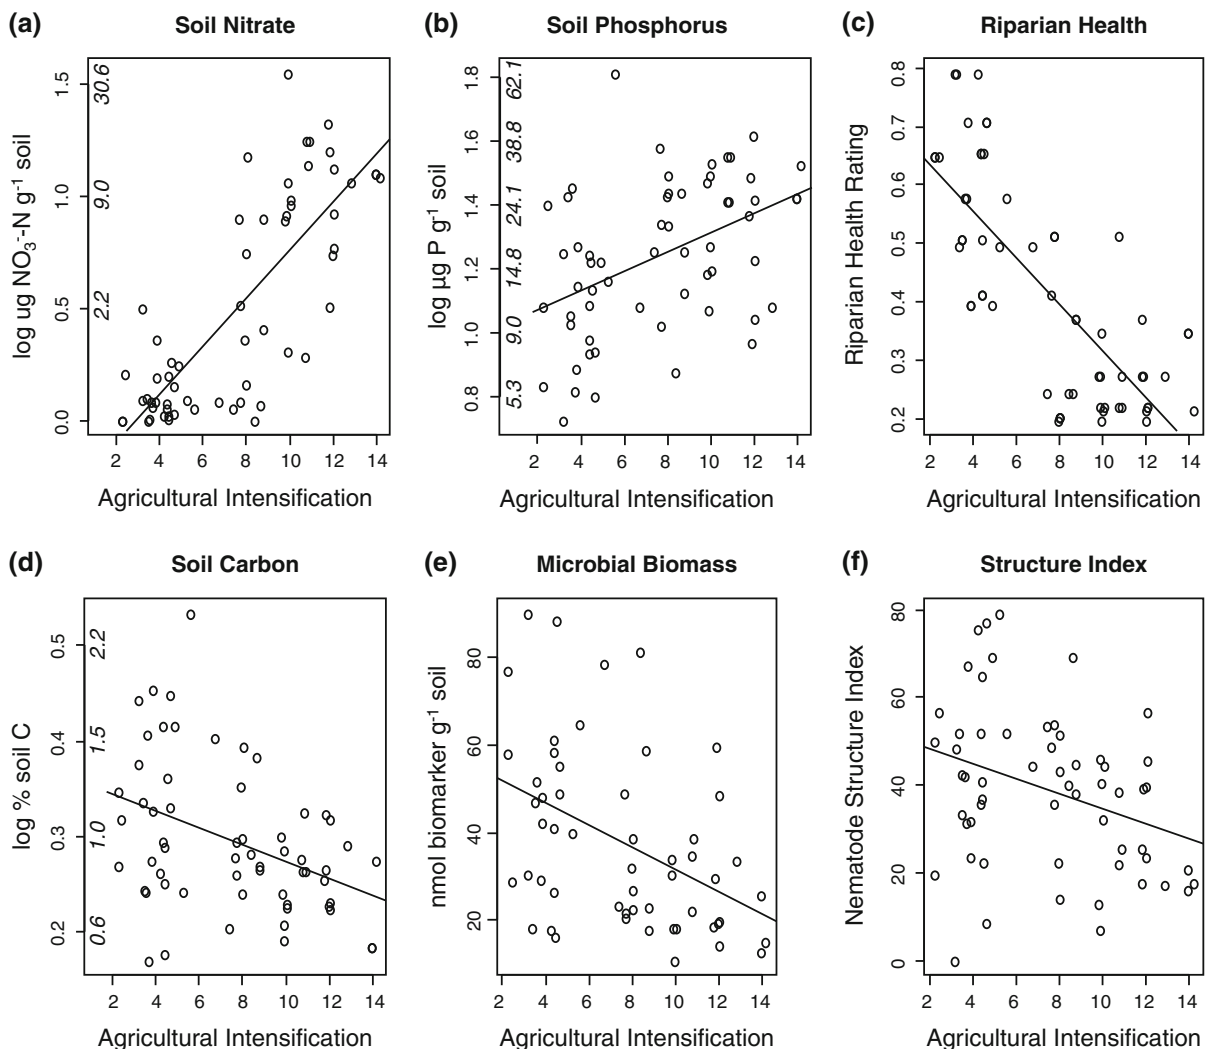 (a) Soil Nitrate
30.6
9.0
2.2
1.5
1.0
0.5
0.0
log ug NO3--N g-1 soil
2 4 6 8 10 12 14
Agricultural Intensification
(b) Soil Phosphorus
62.1
38.8
24.1
14.8
9.0
5.3
1.8
1.6
1.4
1.2
1.0
0.8
log µg P g-1 soil
2 4 6 8 10 12 14
Agricultural Intensification
(c) Riparian Health
0.8
0.7
0.6
0.5
0.4
0.3
0.2
Riparian Health Rating
2 4 6 8 10 12 14
Agricultural Intensification
(d) Soil Carbon
2.2
1.5
1.0
0.6
0.5
0.4
0.3
0.2
log % soil C
2 4 6 8 10 12 14
Agricultural Intensification
(e) Microbial Biomass
80
60
40
20
nmol biomarker g-1 soil
2 4 6 8 10 12 14
Agricultural Intensification
(f) Structure Index
80
60
40
20
0
Nematode Structure Index
2 4 6 8 10 12 14
Agricultural Intensification